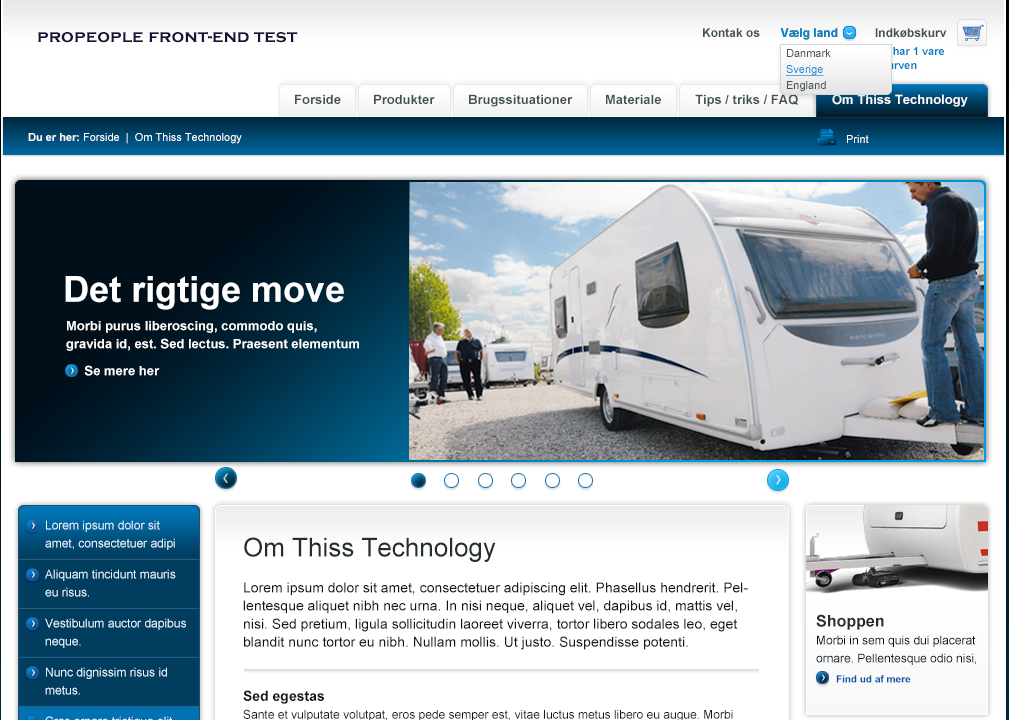 PROPEOPLE FRONT-END TEST
Kontak os
Vælg land
Indkøbskurv
har 1 vare
urven
Danmark
Sverige
England
Forside
Produkter
Brugssituationer
Materiale
Tips / triks / FAQ
Om Thiss Technology
Du er her: Forside | Om Thiss Technology
Print
Det rigtige move
Morbi purus liberoscing, commodo quis,
gravida id, est. Sed lectus. Praesent elementum
Se mere her
Lorem ipsum dolor sit
amet, consectetuer adipi
Aliquam tincidunt mauris
eu risus.
Vestibulum auctor dapibus
neque.
Nunc dignissim risus id
metus.
Cras ornare tristique elit
Om Thiss Technology
Lorem ipsum dolor sit amet, consectetuer adipiscing elit. Phasellus hendrerit. Pel-
lentesque aliquet nibh nec urna. In nisi neque, aliquet vel, dapibus id, mattis vel,
nisi. Sed pretium, ligula sollicitudin laoreet viverra, tortor libero sodales leo, eget
blandit nunc tortor eu nibh. Nullam mollis. Ut justo. Suspendisse potenti.
Sed egestas
Sante et vulputate volutpat, eros pede semper est, vitae luctus metus libero eu augue. Morbi
Shoppen
Morbi in sem quis dui placerat
ornare. Pellentesque odio nisi,
Find ud af mere